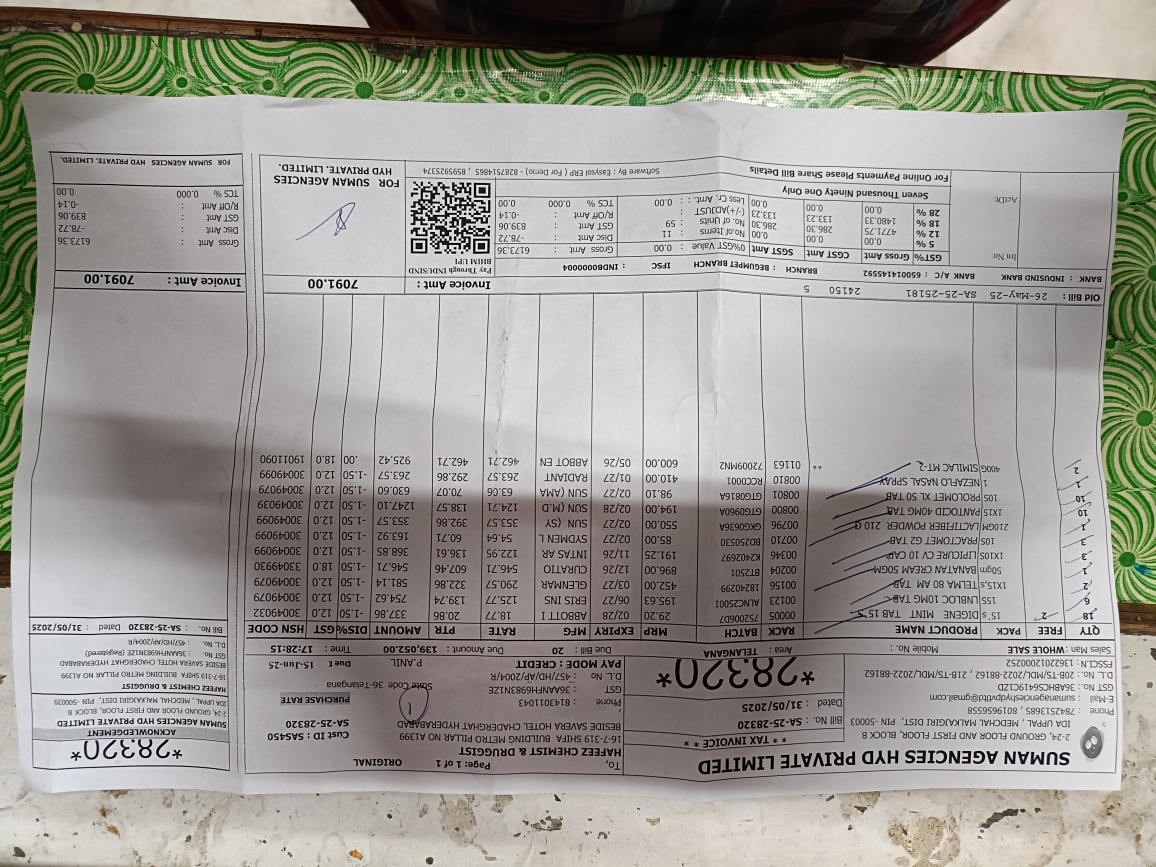 SUMAN AGENCIES HYD PRIVATE LIMITED
2-24, GROUND FLOOR AND FIRST FLOOR, BLOCK B
IDA UPPAL , MEDCHAL MALKAJGIRI DIST, PIN -500039
Phone : 7842513685, 8019656558
E-Mail : sumanagencieshydpvtltd@gmail.com
GST No : 36ABHCS6419C1ZD
D.L. No : 20B-TS/MDL/2022-88162 , 21B-TS/MDL/2022-88162
FSSCI.N : 13622012000252
* * TAX INVOICE * *
Bill No. : SA-25-28320
Dated : 31/05/2025
*28320*
To, Page: 1 of 1 ORIGINAL
HAFEEZ CHEMIST & DRUGGIST
16-7-319 SHIFA BUILDING METRO PILLAR NO A1399
BESIDE SAVERA HOTEL CHADERGHAT HYDERABABAD
Cust ID : SA4450
SA-25-28320
Phone : 8143011043
PURCHASE RATE
GST : 36AANFH6698J1ZE
State Code 36-Telangana
D.L. No : 457/HD/AP/2004/R
PAY MODE: CREDIT P.ANIL
Duet 15-Jun-25
Sales Man : WHOLE SALE Mobile No. : Area : TELANGANA Due Bill : 20 Due Amount : 139,052.00 Time : 17:28:15
QTY FREE PACK PRODUCT NAME RACK BATCH MRP EXPIRY MFG RATE PTR AMOUNT DIS% GST HSN CODE
18 2 15`S DIGENE MINT TAB 15`S 00005 75250D67 29.20 02/28 ABBOT I 18.77 20.86 337.86 -1.50 12.0 30049032
6 15S LNBLOC 10MG TAB 00123 ALNC25001 195.63 06/27 ERIS INS 125.77 139.74 754.62 -1.50 12.0 30049079
2 1X15,s TELMA 80 AM TAB 00156 18240299 452.00 03/27 GLENMAR 290.57 322.86 581.14 -1.50 12.0 30049079
1 50gm BANATAN CREAM 50GM 00204 BT2501 896.00 12/26 CURATIO 546.71 607.46 546.71 -1.50 18.0 33049930
3 1X10S LIPICURE CV 10 CAP 00346 K2402697 191.25 11/26 INTAS AR 122.95 136.61 368.85 -1.50 12.0 30049099
3 10S PRACTOMET G2 TAB 00710 BD250530 85.00 02/27 SYDMEN L 54.64 60.71 163.92 -1.50 12.0 30049099
1 210GM LACTIFIBER POWDER 210 G 00796 GKG0636A 550.00 02/27 SUN (SY 353.57 392.86 353.57 -1.50 12.0 30049099
10 1X15 PANTOCID 40MG TAB 00800 GTG0960A 194.00 02/28 SUN (M.D 124.71 138.57 1247.10 -1.50 12.0 30049039
10 10S PROLOMET XL 50 TAB 00801 GTG0816A 98.10 02/27 SUN (AMA 63.06 70.07 630.60 -1.50 12.0 30049079
1 1 NEZAFLO NASAL SPRAY 00810 RCC0001 410.00 01/27 RADIANT 263.57 292.86 263.57 -1.50 12.0 30049099
2 400G SIMILAC MT-2 ** 01163 72009MN2 600.00 05/26 ABBOT EN 462.71 462.71 925.42 .00 18.0 19011090
Old Bill : 26-May-25 SA-25-25181 24150 5
Invoice Amt : 7091.00
BANK : INDUSIND BANK BANK A/C : 650014145592 BRANCH : BEGUMPET BRANCH IFSC : INDB0000004
Im No:
AcDt:
GST% Gross Amt CGST Amt SGST Amt
5 % 0.00 0.00 0.00
12 % 4771.75 286.30 286.30
18 % 1480.33 133.23 133.23
28 % 0.00 0.00 0.00
0%GST Value : 0.00
No.of Items : 11
No of Units : 59
(-/+)ADJUST :
Less Cr. Amt. : 0.00
Gross Amt : 6173.36
Disc Amt : -78.72
GST Amt : 839.06
R/Off Amt : -0.14
TCS % 0.000 0.00
Pay Through INDUSIND
BHIM UPI
Seven Thousand Ninety One Only
For Online Payments Please Share Bill Details
Software By : Easysol ERP ( For Demo) - 8287514865 , 8595925374
FOR SUMAN AGENCIES
HYD PRIVATE. LIMITED.
*28320*
ACKNOWLEDGEMENT
SUMAN AGENCIES HYD PRIVATE LIMITED
2-24, GROUND FLOOR AND FIRST FLOOR, BLOCK B
IDA UPPAL , MEDCHAL MALKAJGIRI DIST, PIN -500039
HAFEEZ CHEMIST & DRUGGIST
16-7-319 SHIFA BUILDING METRO PILLAR NO A1399
BESIDE SAVERA HOTEL CHADERGHAT HYDERABABAD
GST No : 36AANFH6698J1ZE (Registered)
D.L. No : 457/HD/AP/2004/R
Bill No. : SA-25-28320 Dated : 31/05/2025
Invoice Amt : 7091.00
Gross Amt : 6173.36
Disc Amt : -78.72
GST Amt : 839.06
R/Off Amt : -0.14
TCS % 0.000 0.00
FOR SUMAN AGENCIES HYD PRIVATE. LIMITED.